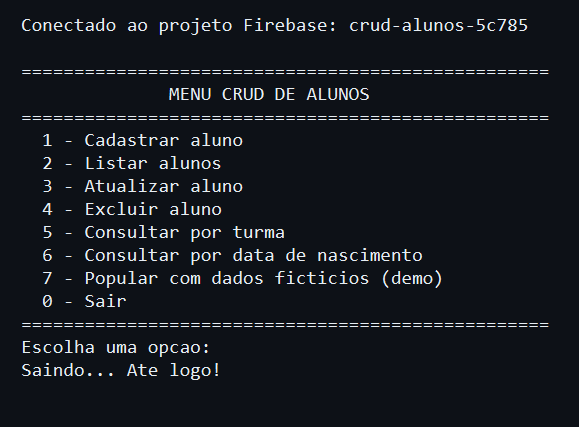 Conectado ao projeto Firebase: crud-alunos-5c785
==================================================
MENU CRUD DE ALUNOS
==================================================
1 - Cadastrar aluno
2 - Listar alunos
3 - Atualizar aluno
4 - Excluir aluno
5 - Consultar por turma
6 - Consultar por data de nascimento
7 - Popular com dados ficticios (demo)
0 - Sair
==================================================
Escolha uma opcao:
Saindo... Ate logo!